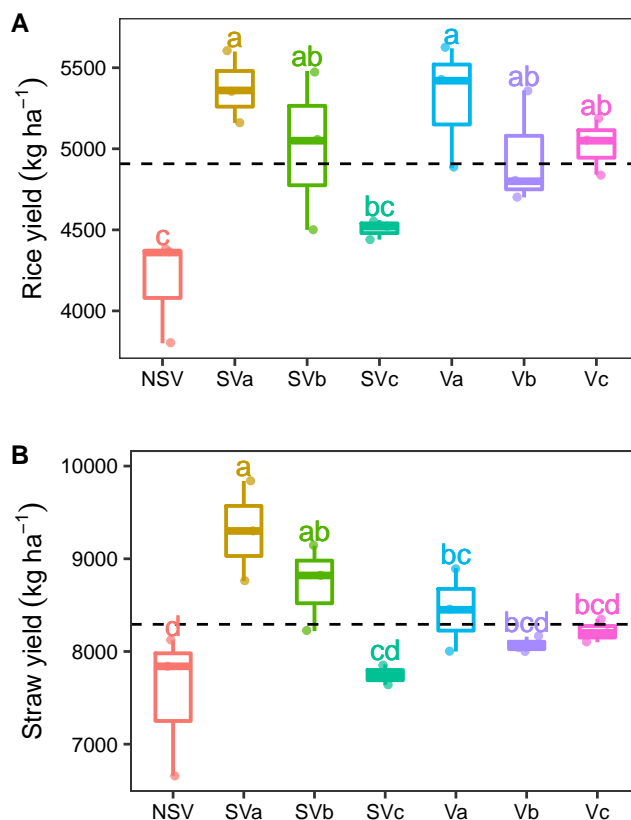 A
Rice yield (kg ha⁻¹)
5500
5000
4500
4000
a
a
ab
ab
ab
bc
c
NSV SVa SVb SVc Va Vb Vc
B
Straw yield (kg ha⁻¹)
10000
9000
8000
7000
a
ab
bc
bcd
bcd
d
cd
NSV SVa SVb SVc Va Vb Vc